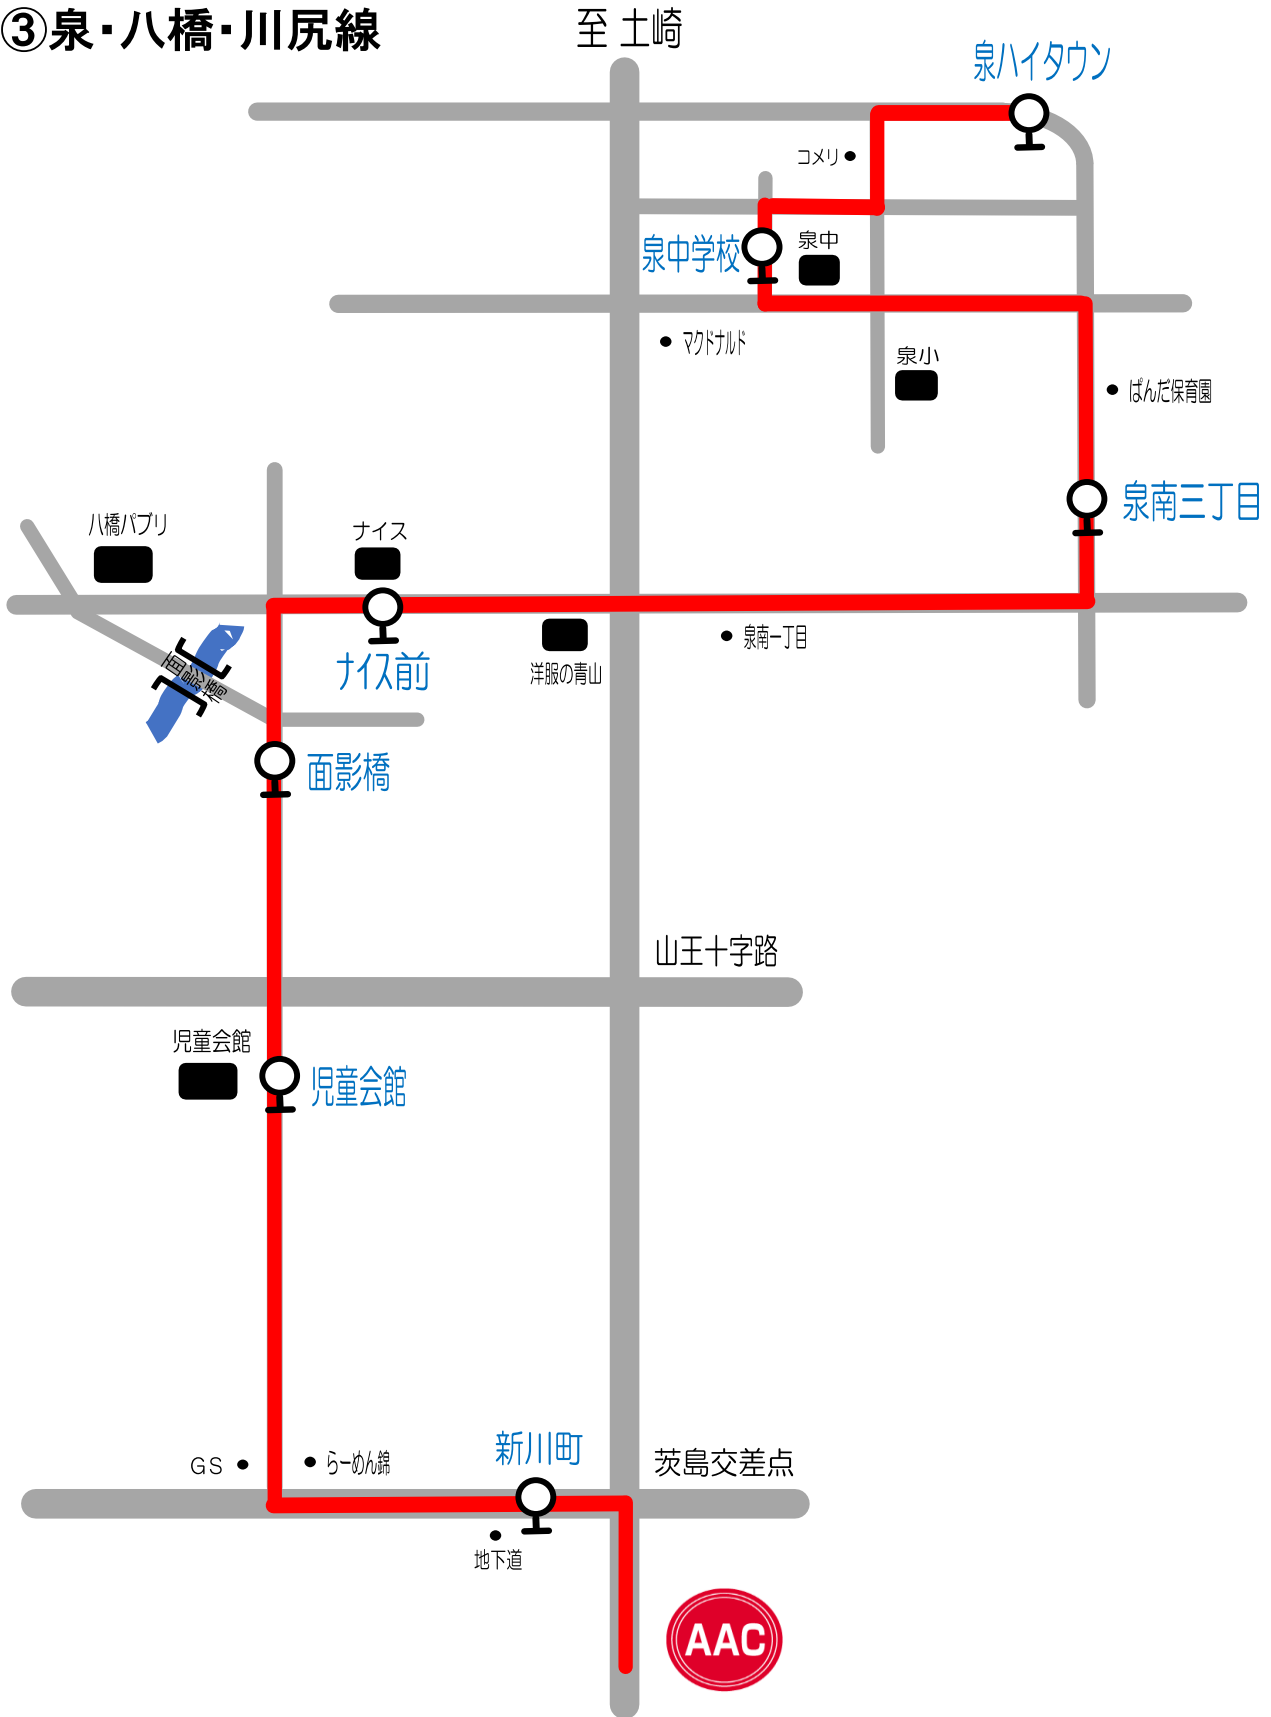 ③泉・八橋・川尻線
至 土崎
泉ハイタウン
コメリ
泉中学校
泉中
マクドナルド
泉小
ぱんだ保育園
泉南三丁目
八橋パブリ
ナイス
ナイス前
洋服の青山
泉南一丁目
面影橋
面影橋
山王十字路
児童会館
児童会館
新川町
GS
らーめん錦
茨島交差点
地下道
AAC